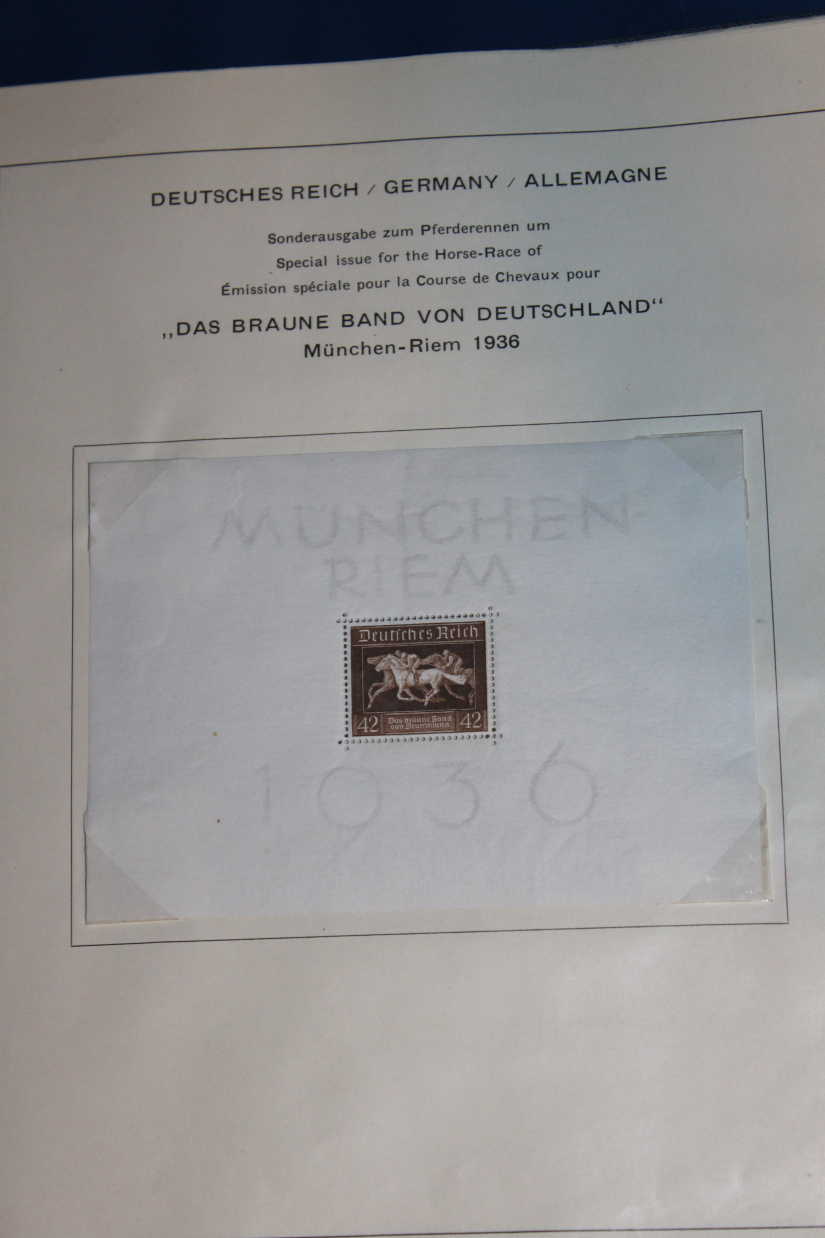 DEUTSCHES REICH / GERMANY / ALLEMAGNE
Sonderausgabe zum Pferderennen um
Special issue for the Horse-Race of
Émission spéciale pour la Course de Chevaux pour
„DAS BRAUNE BAND VON DEUTSCHLAND“
München-Riem 1936
MÜNCHEN-
RIEM
Deutsches Reich
42 Das braune Band 42
von Deutschland
1936